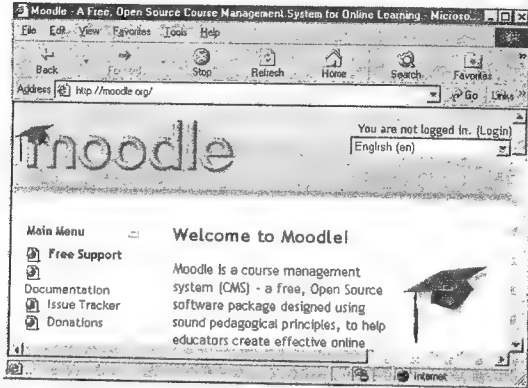 Moodle - A Free, Open Source Course Management System for Online Learning - Microso...
File Edit View Favorites Tools Help
Back Forward Stop Refresh Home Search Favorites
Address http://moodle.org/ Go Links
moodle
You are not logged in. (Login)
English (en)
Main Menu
Free Support
Documentation
Issue Tracker
Donations
Welcome to Moodle!
Moodle is a course management
system (CMS) - a free, Open Source
software package designed using
sound pedagogical principles, to help
educators create effective online
Internet